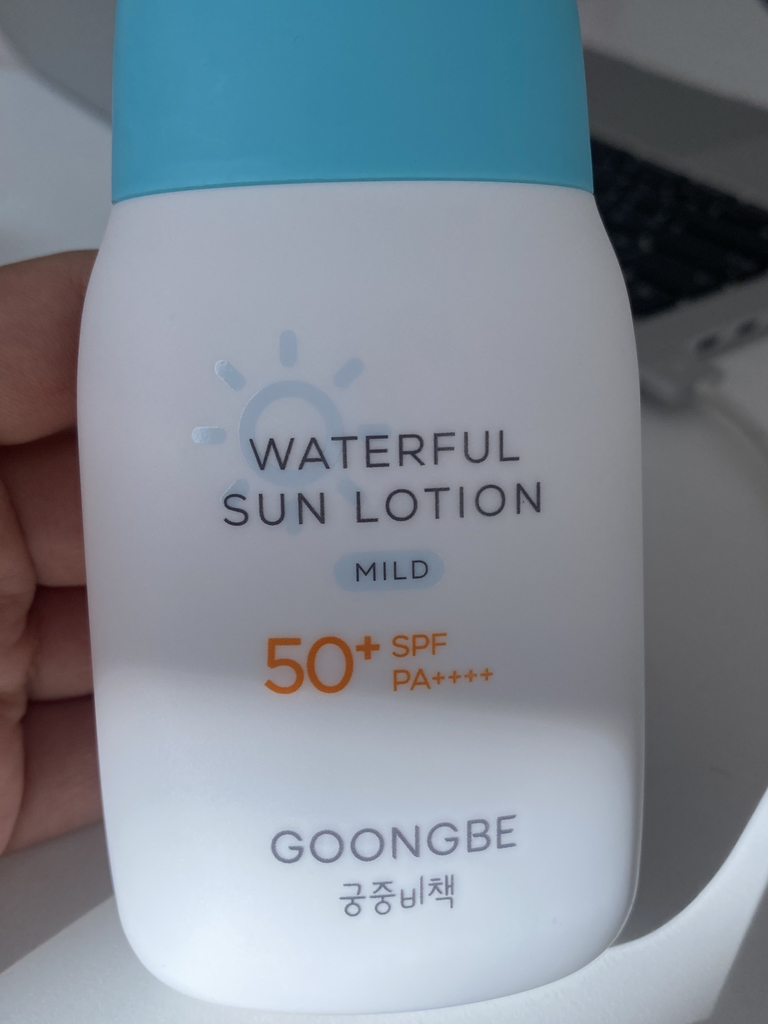 WATERFUL
SUN LOTION
MILD
50+ SPF
PA++++
GOONGBE
궁중비책